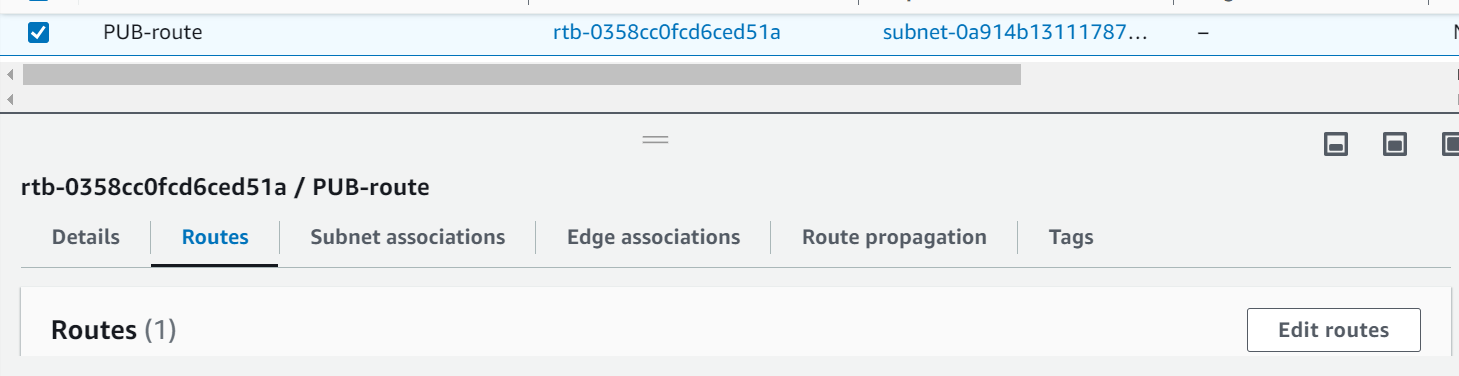 PUB-route rtb-0358cc0fcd6ced51a subnet-0a914b13111787... –
rtb-0358cc0fcd6ced51a / PUB-route
Details Routes Subnet associations Edge associations Route propagation Tags
Routes (1) Edit routes